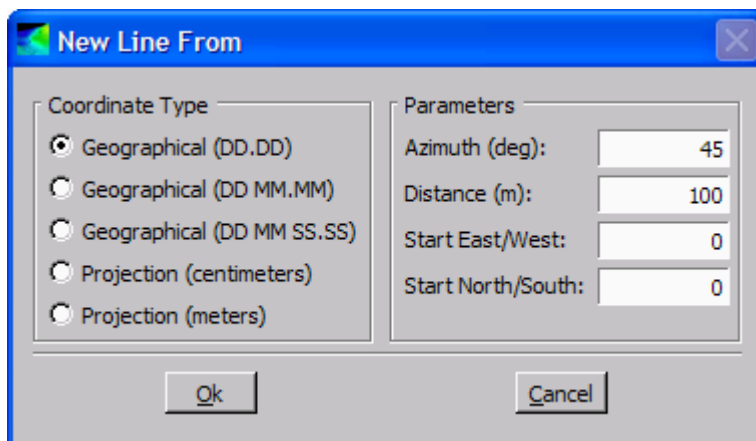 New Line From
Coordinate Type
Geographical (DD.DD)
Geographical (DD MM.MM)
Geographical (DD MM SS.SS)
Projection (centimeters)
Projection (meters)
Parameters
Azimuth (deg): 45
Distance (m): 100
Start East/West: 0
Start North/South: 0
Ok
Cancel